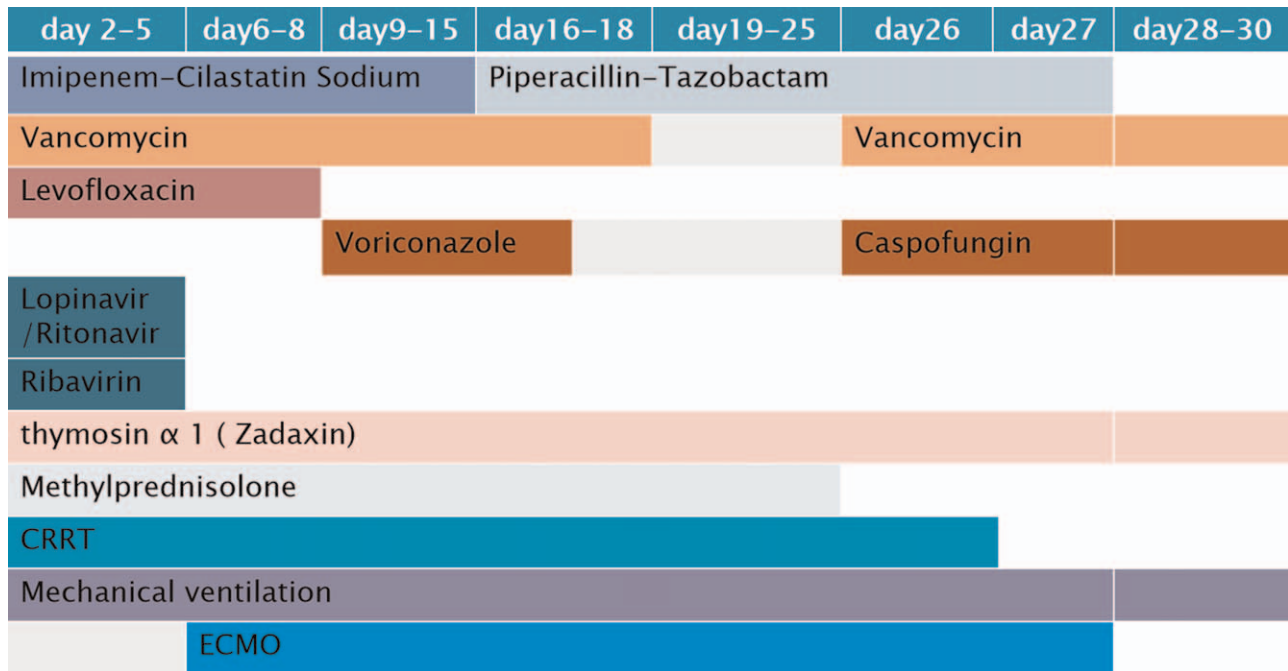 day 2–5 day6–8 day9–15 day16–18 day19–25 day26 day27 day28–30
Imipenem–Cilastatin Sodium Piperacillin–Tazobactam
Vancomycin Vancomycin
Levofloxacin
Voriconazole Caspofungin
Lopinavir
/Ritonavir
Ribavirin
thymosin α 1 ( Zadaxin)
Methylprednisolone
CRRT
Mechanical ventilation
ECMO